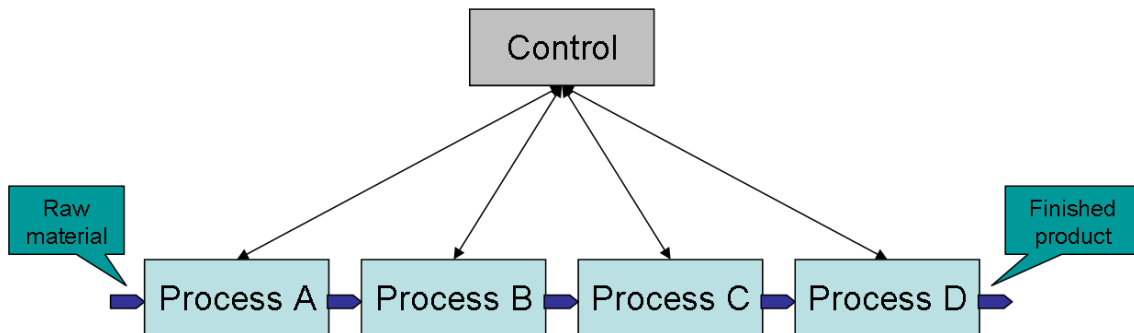 Control
Raw
material
Finished
product
Process A
Process B
Process C
Process D